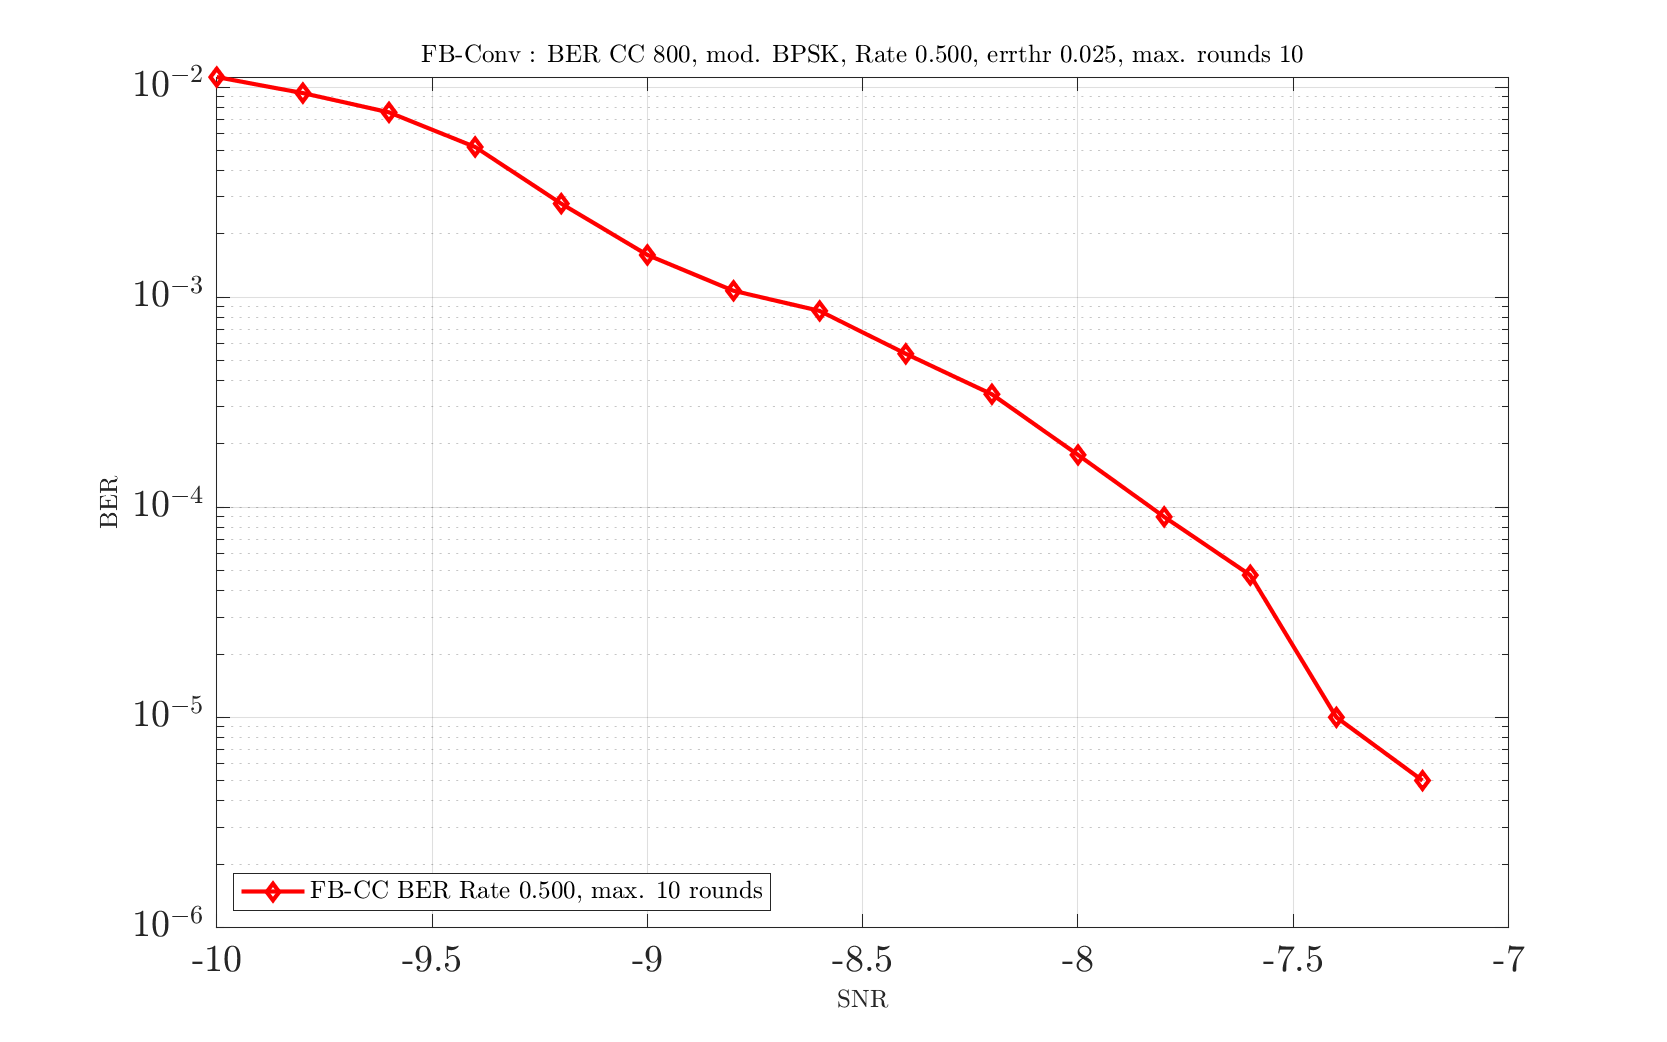 FB-Conv : BER CC 800, mod. BPSK, Rate 0.500, errthr 0.025, max. rounds 10
10^{-2}
10^{-3}
10^{-4}
10^{-5}
10^{-6}
BER
FB-CC BER Rate 0.500, max. 10 rounds
-10 -9.5 -9 -8.5 -8 -7.5 -7
SNR